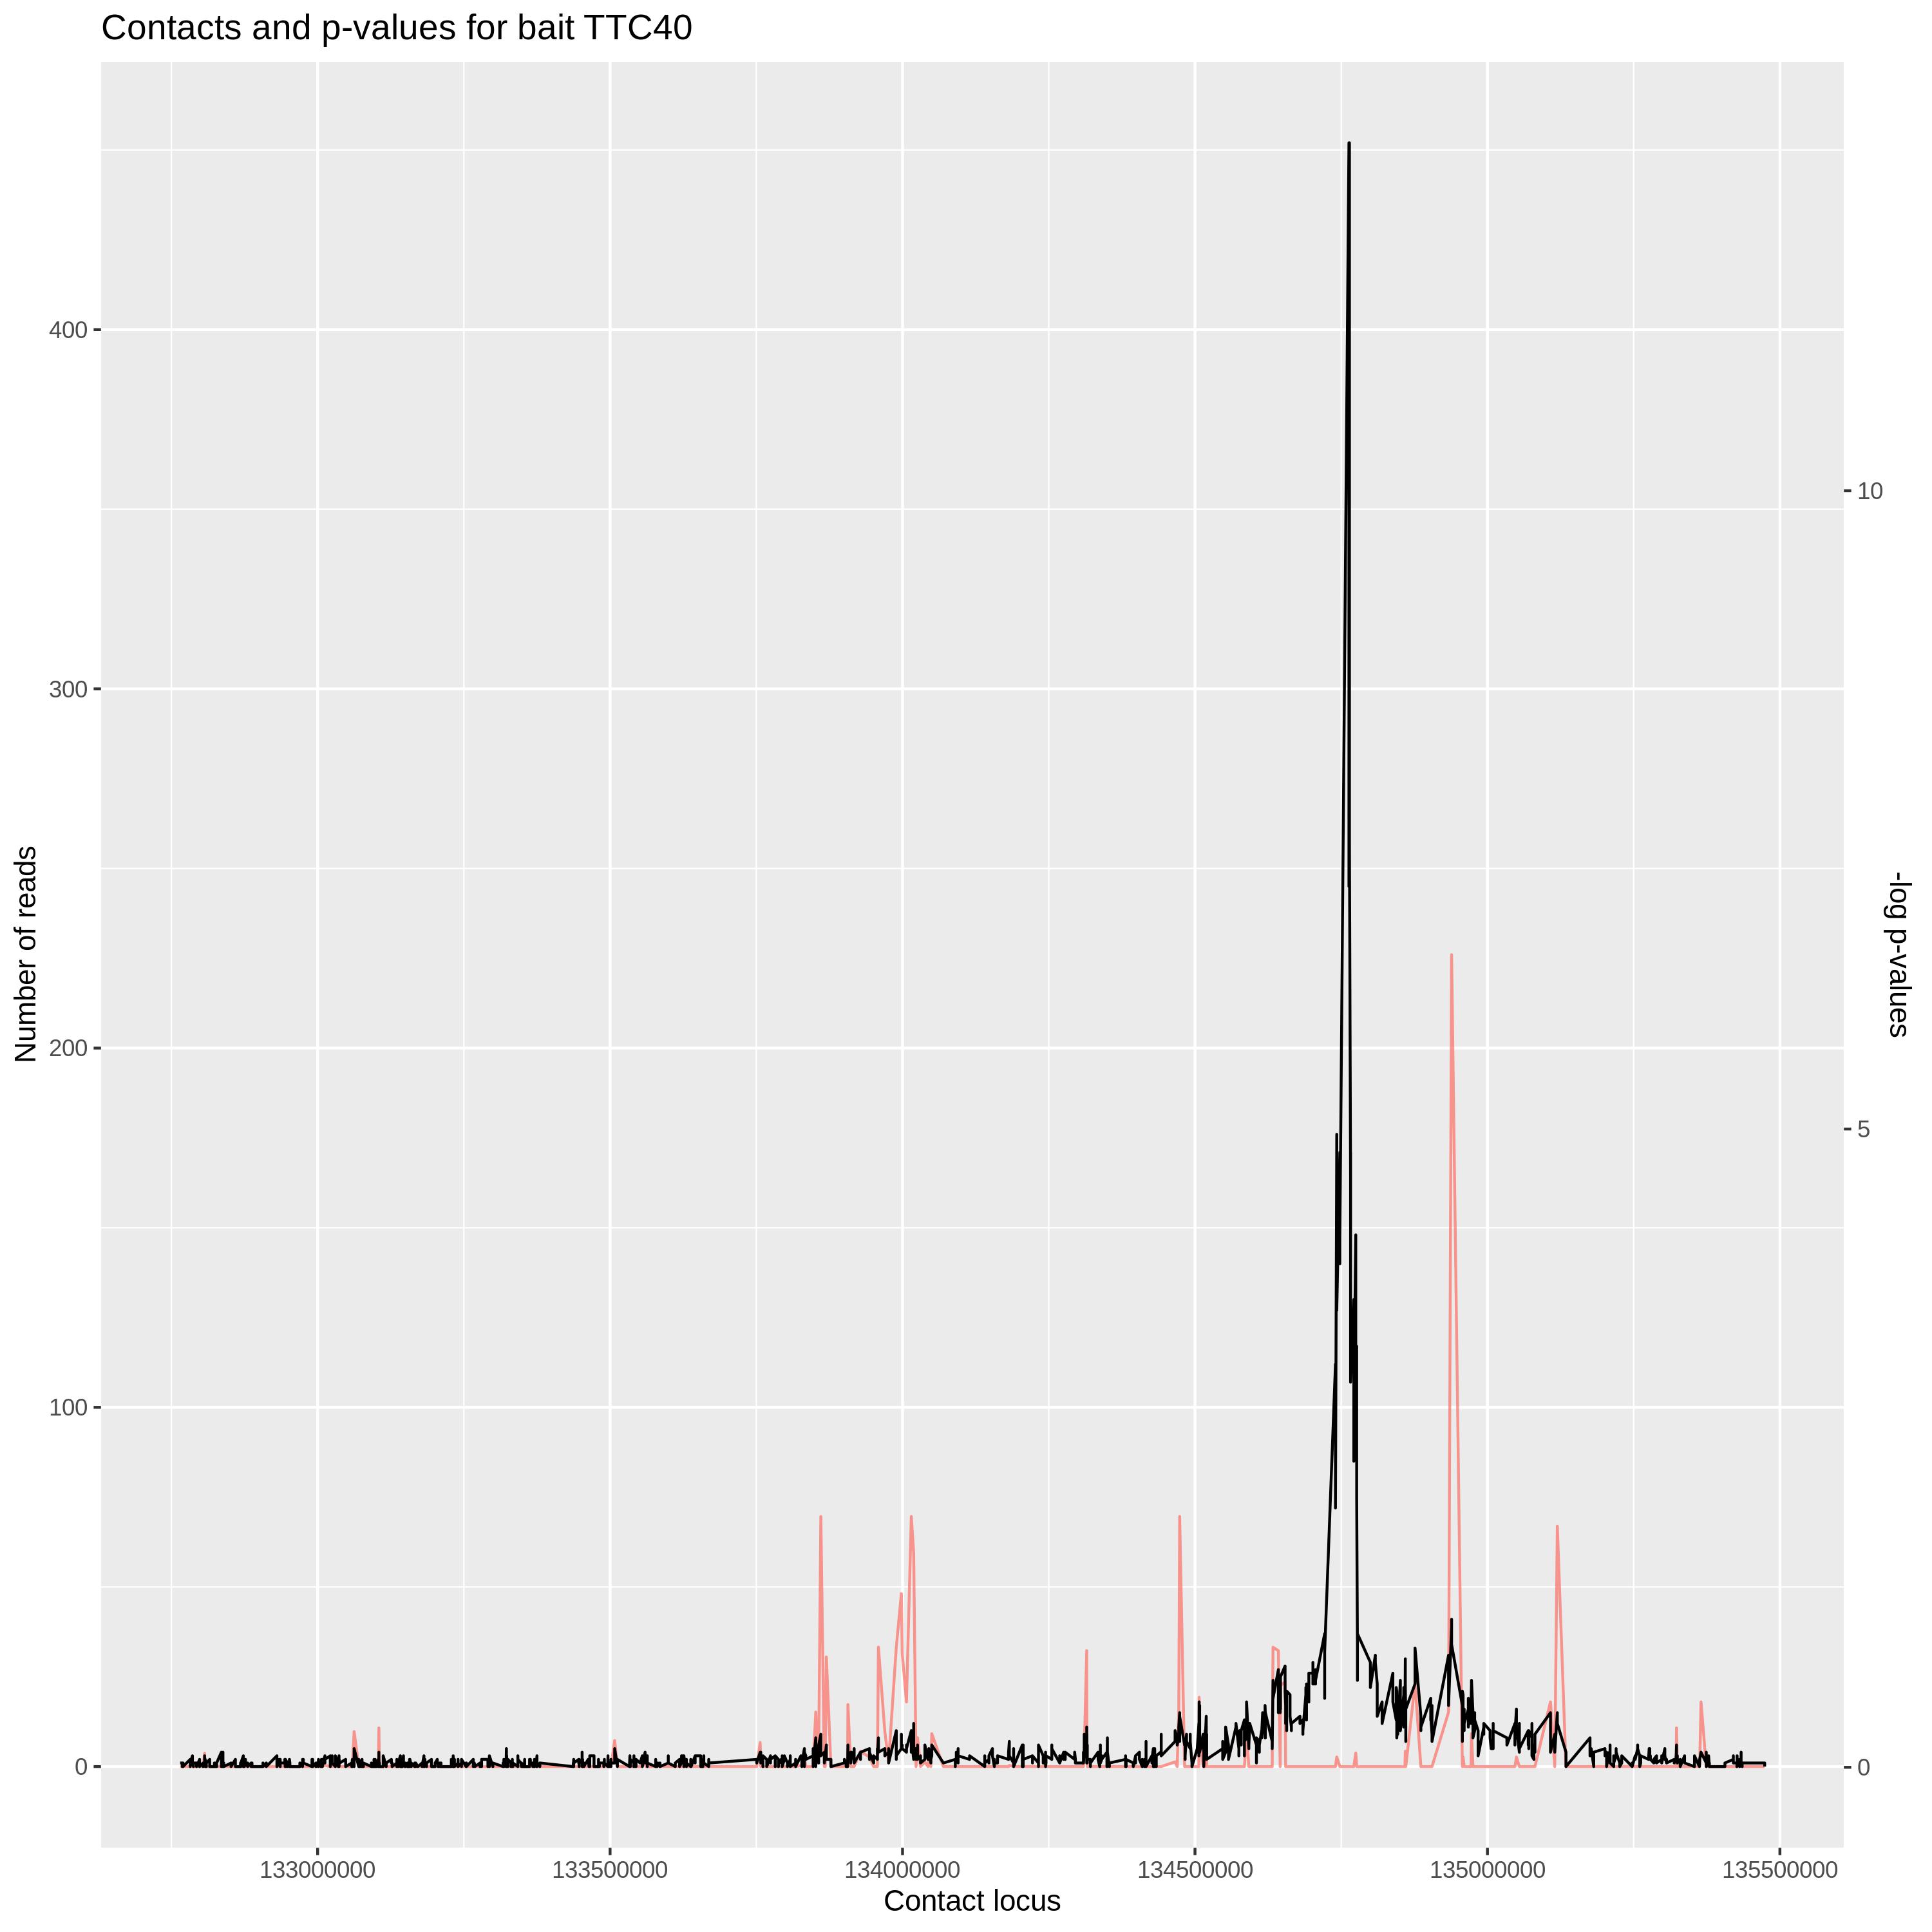 Contacts and p-values for bait TTC40
Number of reads
400
300
200
100
0
10
5
0
-log p-values
133000000 133500000 134000000 134500000 135000000 135500000
Contact locus